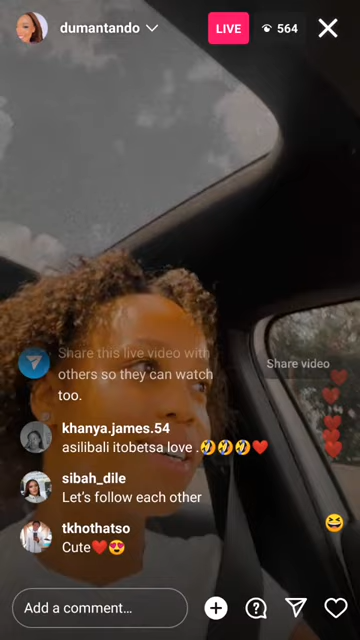 dumantando
LIVE
564
Share this live video with
others so they can watch
too.
Share video
khanya.james.54
asilibali itobetsa love .🤣🤣🤣❤️
sibah_dile
Let's follow each other
tkhothatso
Cute❤️😍
Add a comment...